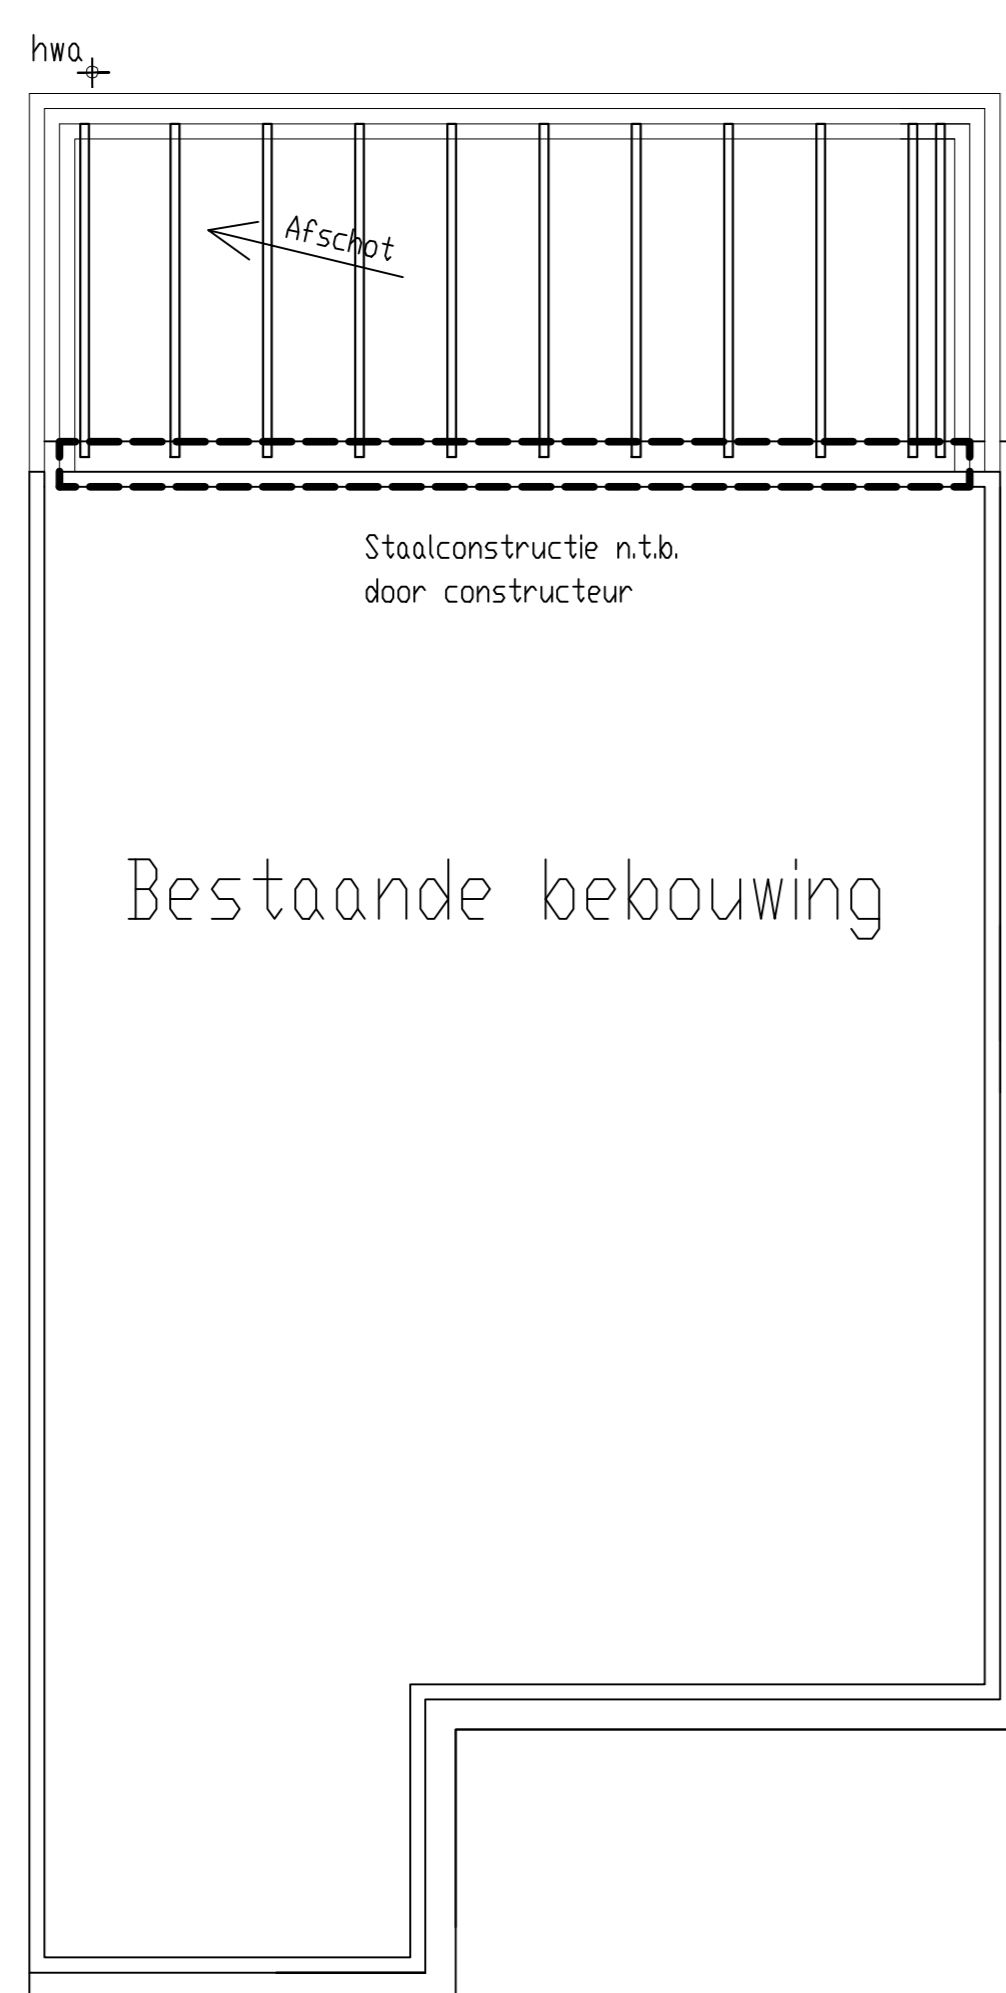 hwa
Afschot
Staalconstructie n.t.b.
door constructeur
Bestaande bebouwing